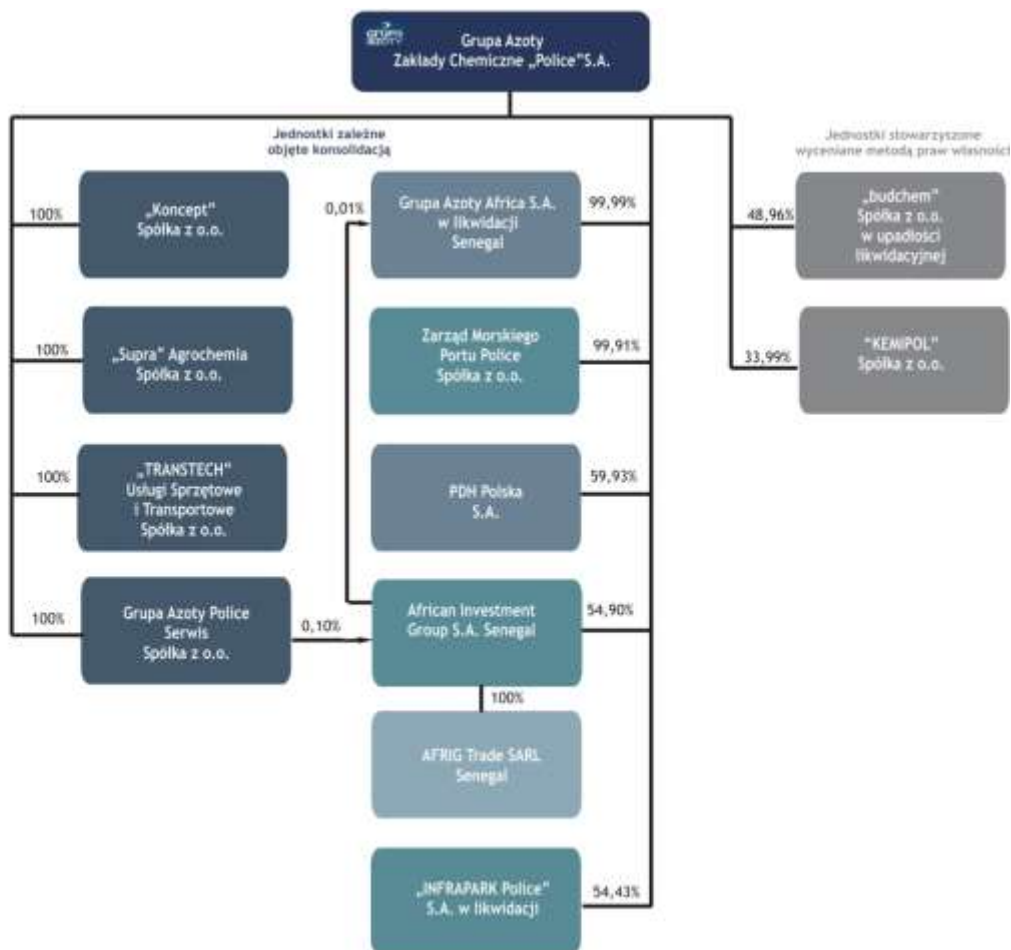 grupa
AZOTY
Grupa Azoty
Zakłady Chemiczne „Police”S.A.
Jednostki zależne
objęte konsolidacją
Jednostki stowarzyszone
wyceniane metodą praw własności
100%
„Koncept”
Spółka z o.o.
0,01%
Grupa Azoty Africa S.A.
w likwidacji
Senegal
99,99%
48,96%
„budchem”
Spółka z o.o.
w upadłości
likwidacyjnej
100%
„Supra” Agrochemia
Spółka z o.o.
Zarząd Morskiego
Portu Police
Spółka z o.o.
99,91%
33,99%
“KEMIPOL”
Spółka z o.o.
100%
„TRANSTECH”
Usługi Sprzętowe
i Transportowe
Spółka z o.o.
PDH Polska
S.A.
59,93%
100%
Grupa Azoty Police
Serwis
Spółka z o.o.
0,10%
African Investment
Group S.A. Senegal
54,90%
100%
AFRIG Trade SARL
Senegal
„INFRAPARK Police”
S.A. w likwidacji
54,43%